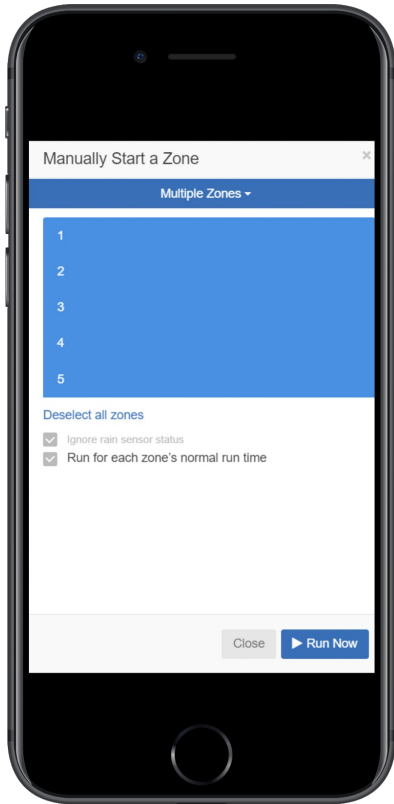 Manually Start a Zone ×
Multiple Zones
1
2
3
4
5
Deselect all zones
Ignore rain sensor status
Run for each zone's normal run time
Close Run Now